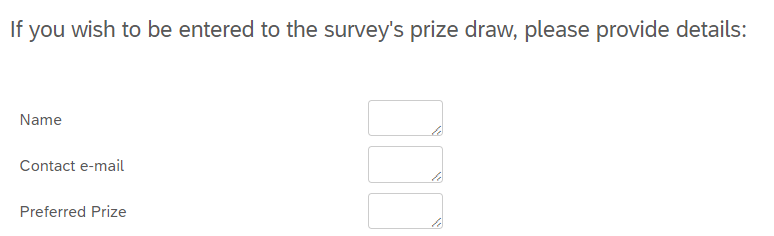 If you wish to be entered to the survey's prize draw, please provide details:
Name
Contact e-mail
Preferred Prize